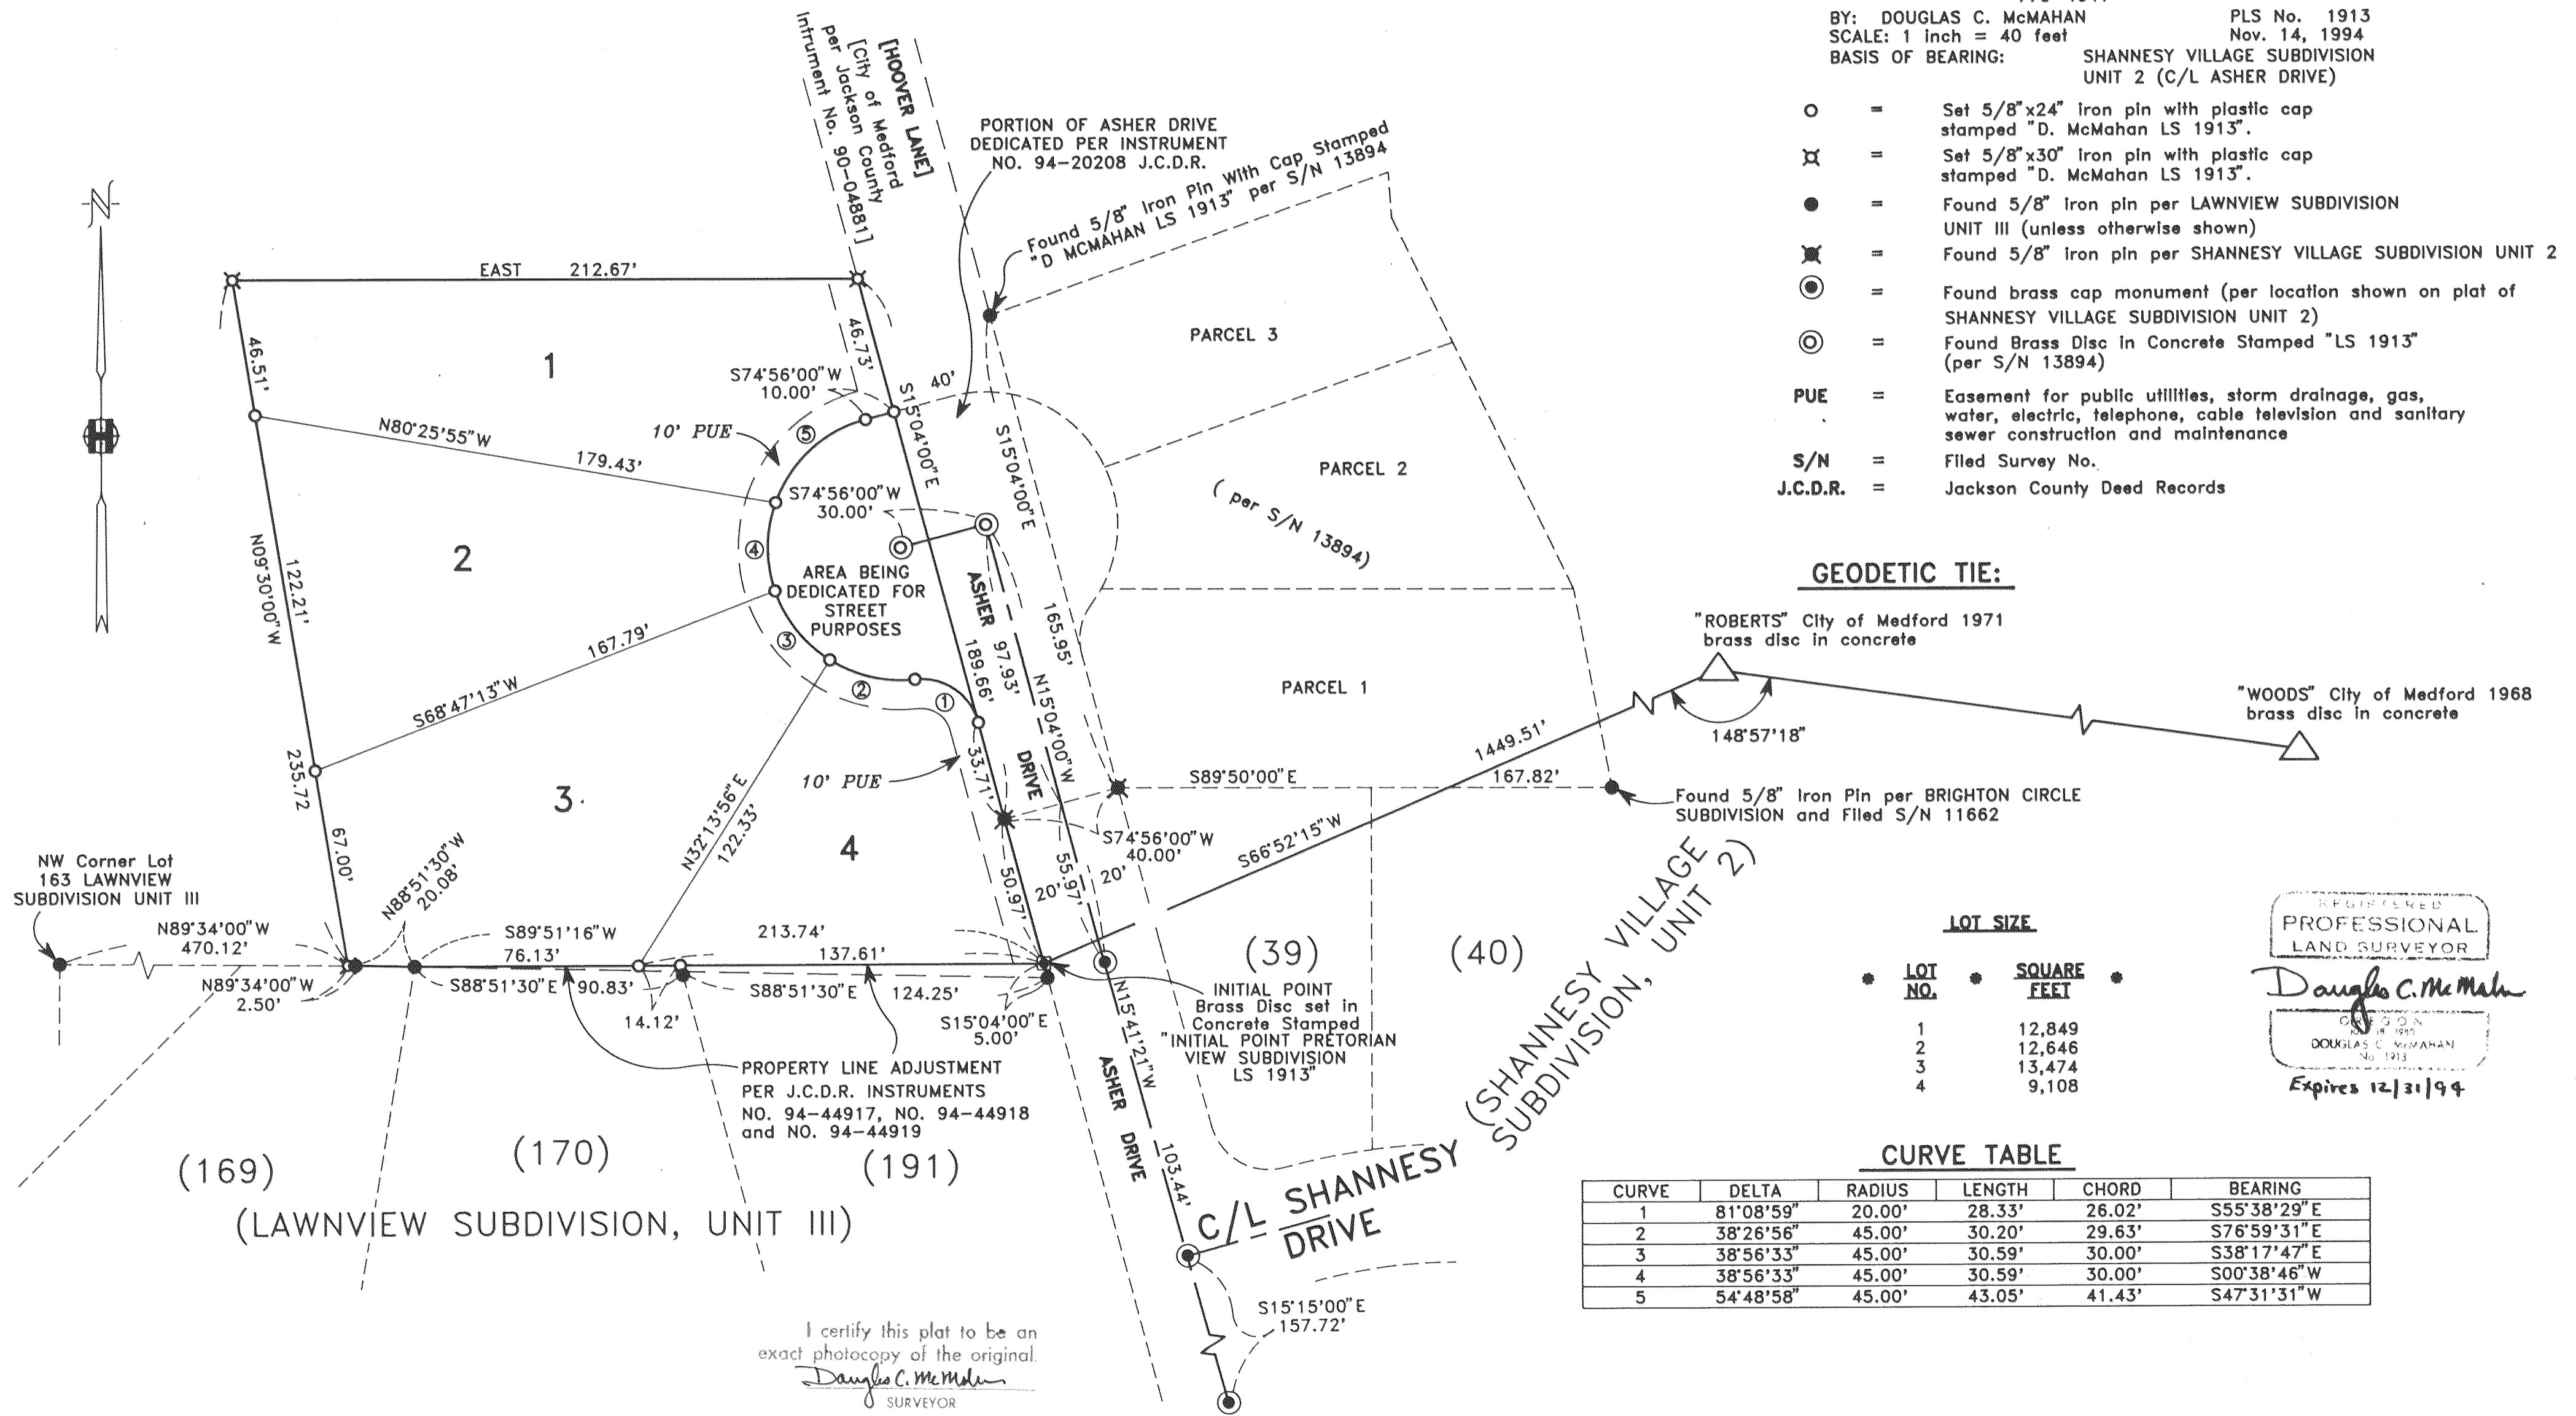 BY: DOUGLAS C. McMAHAN PLS No. 1913
SCALE: 1 inch = 40 feet Nov. 14, 1994
BASIS OF BEARING: SHANNESY VILLAGE SUBDIVISION
UNIT 2 (C/L ASHER DRIVE)
= Set 5/8"x24" iron pin with plastic cap
stamped "D. McMahan LS 1913".
= Set 5/8"x30" iron pin with plastic cap
stamped "D. McMahan LS 1913".
= Found 5/8" iron pin per LAWNVIEW SUBDIVISION
UNIT III (unless otherwise shown)
= Found 5/8" iron pin per SHANNESY VILLAGE SUBDIVISION UNIT 2
= Found brass cap monument (per location shown on plat of
SHANNESY VILLAGE SUBDIVISION UNIT 2)
= Found Brass Disc in Concrete Stamped "LS 1913"
(per S/N 13894)
PUE = Easement for public utilities, storm drainage, gas,
water, electric, telephone, cable television and sanitary
sewer construction and maintenance
S/N = Filed Survey No.
J.C.D.R. = Jackson County Deed Records
[HOOVER LANE]
[City of Medford
per Jackson County
Intrument No. 90-04881]
PORTION OF ASHER DRIVE
DEDICATED PER INSTRUMENT
NO. 94-20208 J.C.D.R.
Found 5/8" Iron Pin With Cap Stamped
"D MCMAHAN LS 1913" per S/N 13894
N
H
EAST 212.67'
46.51'
1
46.73'
S74°56'00"W
10.00'
40'
S15°04'00"E
S15°04'00"E
PARCEL 3
N80°25'55"W
179.43'
10' PUE
5
S74°56'00"W
30.00'
PARCEL 2
( per S/N 13894)
2
4
N09°30'00"W
122.21'
AREA BEING
DEDICATED FOR
STREET
PURPOSES
ASHER
DRIVE
189.66'
97.93'
N15°04'00"W
165.95'
S68°47'13"W
167.79'
3
2
1
PARCEL 1
GEODETIC TIE:
"ROBERTS" City of Medford 1971
brass disc in concrete
"WOODS" City of Medford 1968
brass disc in concrete
148°57'18"
1449.51'
S66°52'15"W
235.72
3
67.00'
N32°13'56"E
122.33'
4
10' PUE
33.71'
50.97'
55.97'
20' 20'
S89°50'00"E 167.82'
S74°56'00"W
40.00'
Found 5/8" Iron Pin per BRIGHTON CIRCLE
SUBDIVISION and Filed S/N 11662
NW Corner Lot
163 LAWNVIEW
SUBDIVISION UNIT III
N89°34'00"W
470.12'
N89°34'00"W
2.50'
N88°51'30"W
20.08'
S89°51'16"W
76.13'
213.74'
137.61'
S88°51'30"E 90.83'
14.12'
S88°51'30"E 124.25'
S15°04'00"E
5.00'
INITIAL POINT
Brass Disc set in
Concrete Stamped
"INITIAL POINT PRETORIAN
VIEW SUBDIVISION
LS 1913"
(39)
(40)
(SHANNESY VILLAGE
SUBDIVISION, UNIT 2)
N15°41'21"W
103.44'
ASHER DRIVE
PROPERTY LINE ADJUSTMENT
PER J.C.D.R. INSTRUMENTS
NO. 94-44917, NO. 94-44918
and NO. 94-44919
(169)
(170)
(191)
(LAWNVIEW SUBDIVISION, UNIT III)
C/L SHANNESY
DRIVE
S15°15'00"E
157.72'
LOT SIZE
LOT NO. SQUARE FEET
1 12,849
2 12,646
3 13,474
4 9,108
REGISTERED
PROFESSIONAL
LAND SURVEYOR
Douglas C. McMahan
OREGON
DOUGLAS C. McMAHAN
No. 1913
Expires 12/31/94
CURVE TABLE
CURVE DELTA RADIUS LENGTH CHORD BEARING
1 81°08'59" 20.00' 28.33' 26.02' S55°38'29"E
2 38°26'56" 45.00' 30.20' 29.63' S76°59'31"E
3 38°56'33" 45.00' 30.59' 30.00' S38°17'47"E
4 38°56'33" 45.00' 30.59' 30.00' S00°38'46"W
5 54°48'58" 45.00' 43.05' 41.43' S47°31'31"W
I certify this plat to be an
exact photocopy of the original.
Douglas C. McMahan
SURVEYOR